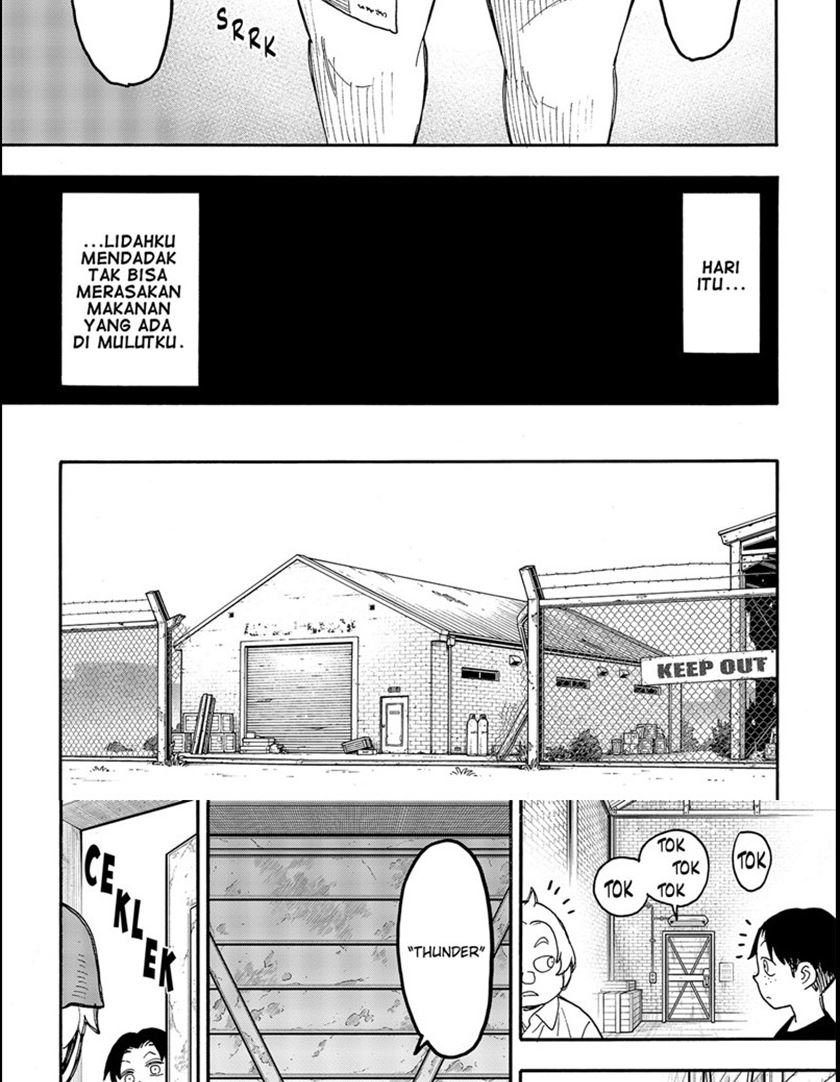 SRRK
HARI
ITU...
...LIDAHKU
MENDADAK
TAK BISA
MERASAKAN
MAKANAN
YANG ADA
DI MULUTKU.
KEEP OUT
TOK
TOK
TOK
TOK
TOK
"THUNDER"
CEKLEK